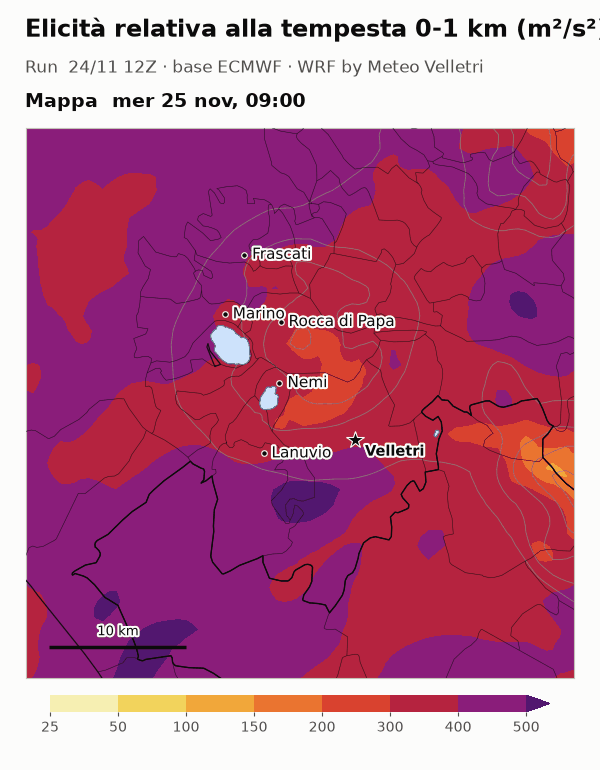 Elicità relativa alla tempesta 0-1 km (m²/s²)
Run  24/11 12Z · base ECMWF · WRF by Meteo Velletri
Mappa  mer 25 nov, 09:00
Frascati
Marino
Rocca di Papa
Nemi
Velletri
Lanuvio
10 km
25 50 100 150 200 300 400 500